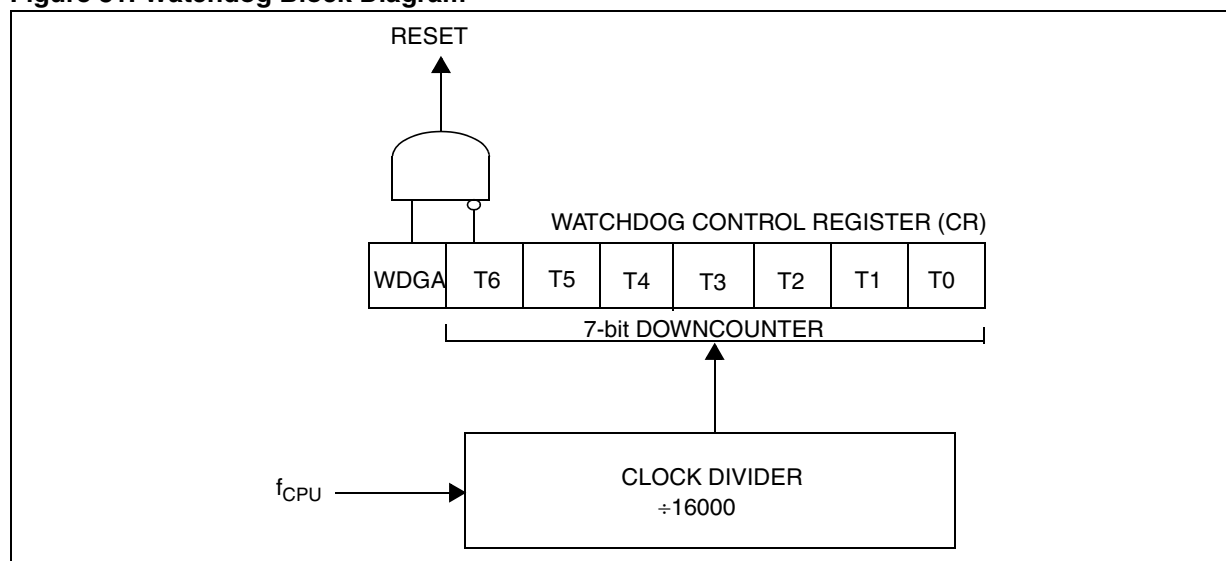 RESET
WATCHDOG CONTROL REGISTER (CR)
WDGA T6 T5 T4 T3 T2 T1 T0
7-bit DOWNCOUNTER
fCPU
CLOCK DIVIDER
÷16000